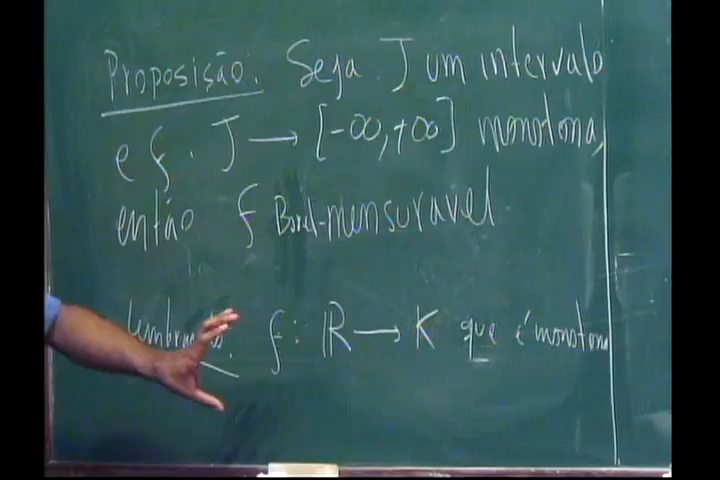 Proposição. Seja J um intervalo
e f. J → [-∞,+∞] monotona,
então f Borel-mensuravel
f: ℝ → K que é monotona